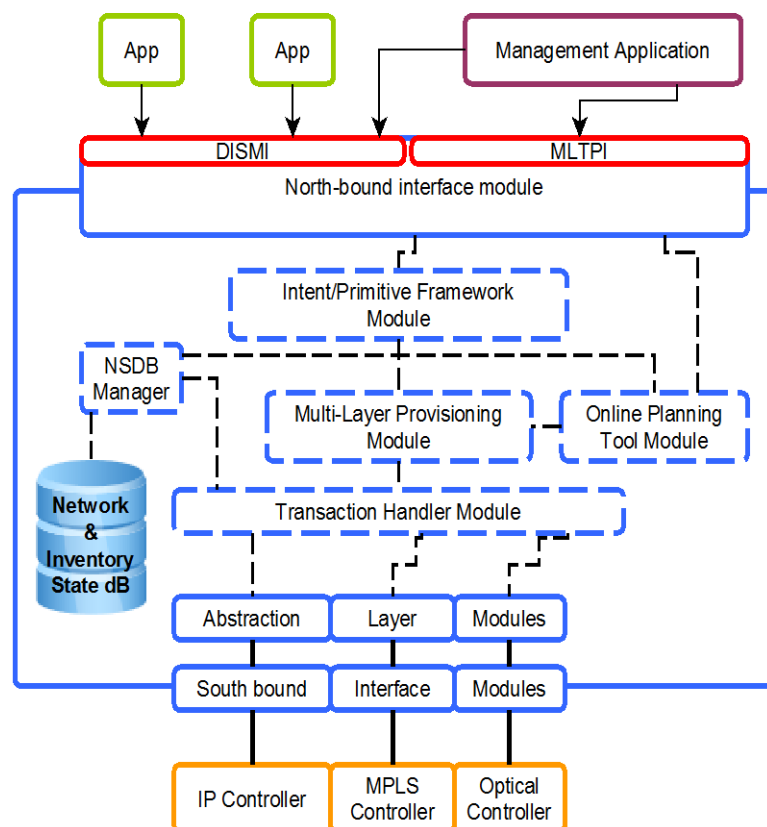 App
App
Management Application
DISMI
MLTPI
North-bound interface module
Intent/Primitive Framework
Module
NSDB
Manager
Multi-Layer Provisioning
Module
Online Planning
Tool Module
Network
&
Inventory
State dB
Transaction Handler Module
Abstraction
Layer
Modules
South bound
Interface
Modules
IP Controller
MPLS
Controller
Optical
Controller